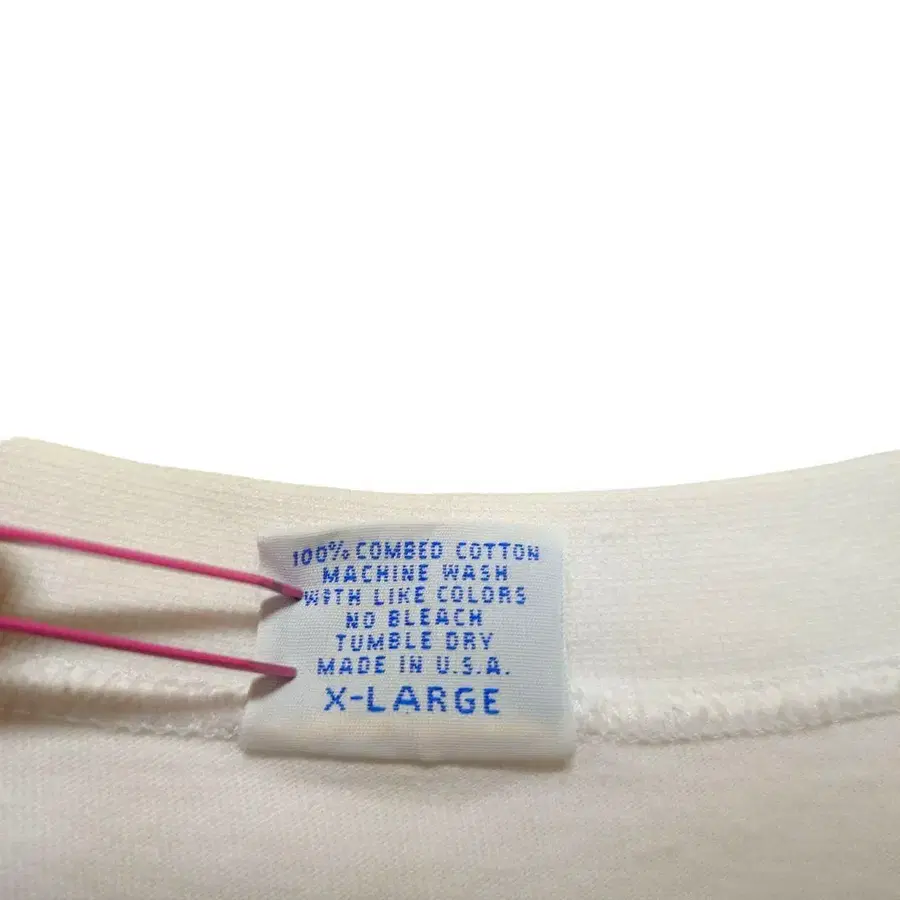 100% COMBED COTTON
MACHINE WASH
WITH LIKE COLORS
NO BLEACH
TUMBLE DRY
MADE IN U.S.A.
X-LARGE